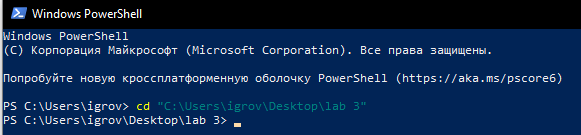 Windows PowerShell
Windows PowerShell
(C) Корпорация Майкрософт (Microsoft Corporation). Все права защищены.
Попробуйте новую кроссплатформенную оболочку PowerShell (https://aka.ms/pscore6)
PS C:\Users\igrov> cd "C:\Users\igrov\Desktop\lab 3"
PS C:\Users\igrov\Desktop\lab 3>